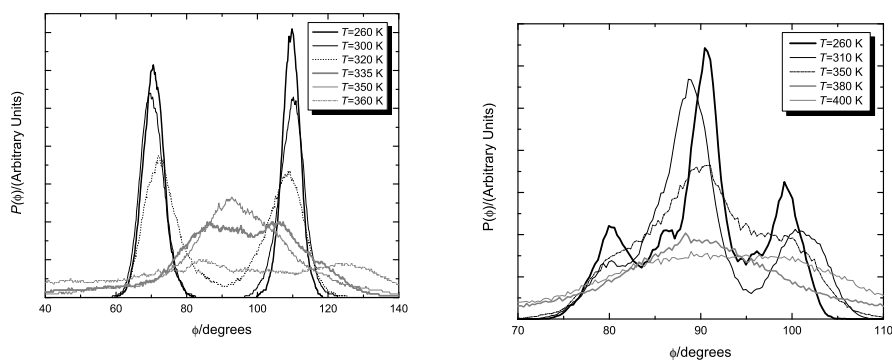 P(ϕ)/(Arbitrary Units)
T=260 K
T=300 K
T=320 K
T=335 K
T=350 K
T=360 K
40 60 80 100 120 140
ϕ/degrees
P(ϕ)/(Arbitrary Units)
T=260 K
T=310 K
T=350 K
T=380 K
T=400 K
70 80 90 100 110
ϕ/degrees